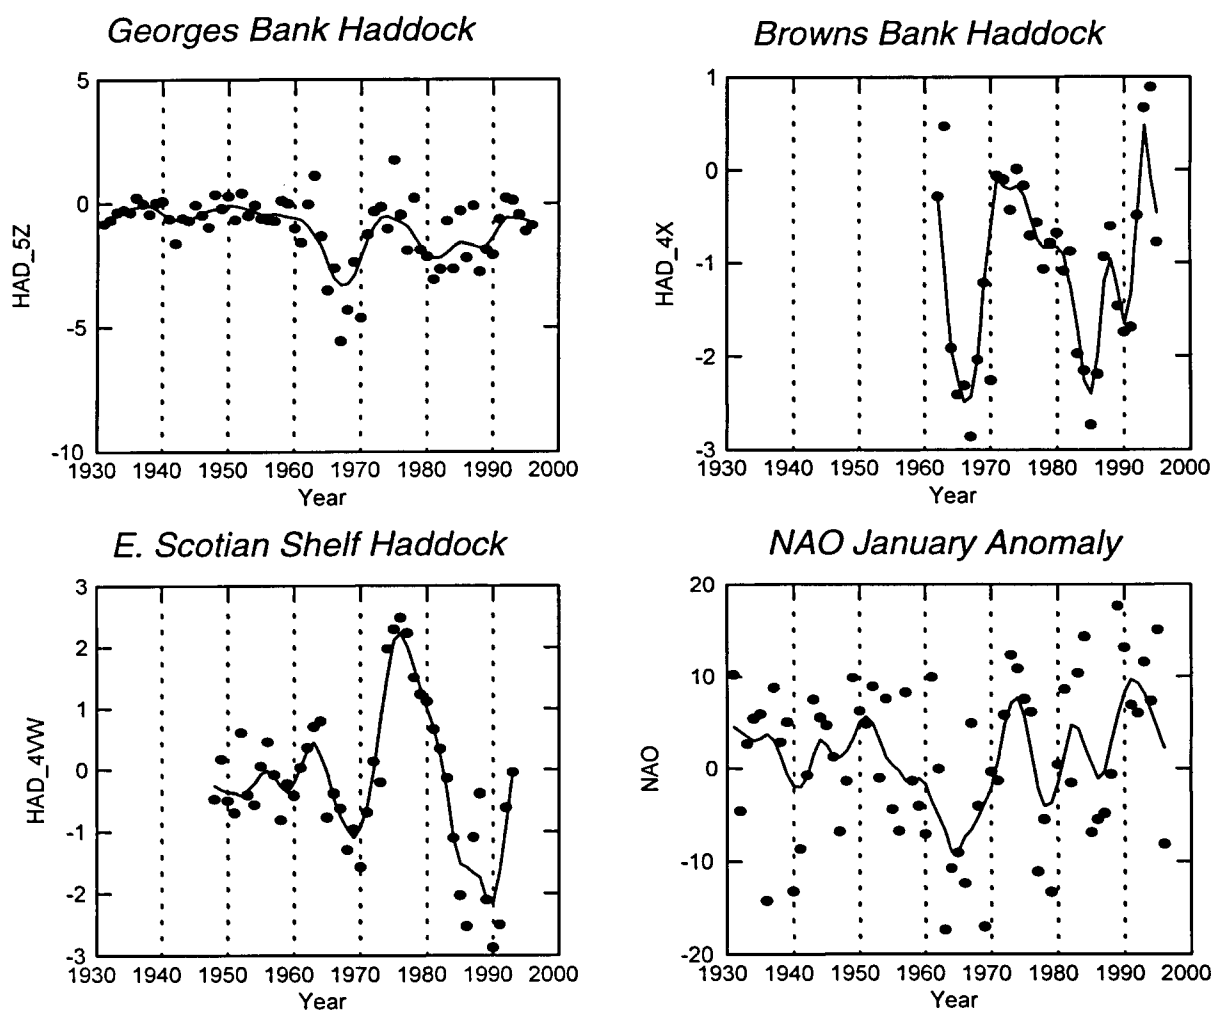 Georges Bank Haddock
5
0
-5
-10
HAD_5Z
1930 1940 1950 1960 1970 1980 1990 2000
Year
Browns Bank Haddock
1
0
-1
-2
-3
HAD_4X
1930 1940 1950 1960 1970 1980 1990 2000
Year
E. Scotian Shelf Haddock
3
2
1
0
-1
-2
-3
HAD_4VW
1930 1940 1950 1960 1970 1980 1990 2000
Year
NAO January Anomaly
20
10
0
-10
-20
NAO
1930 1940 1950 1960 1970 1980 1990 2000
Year